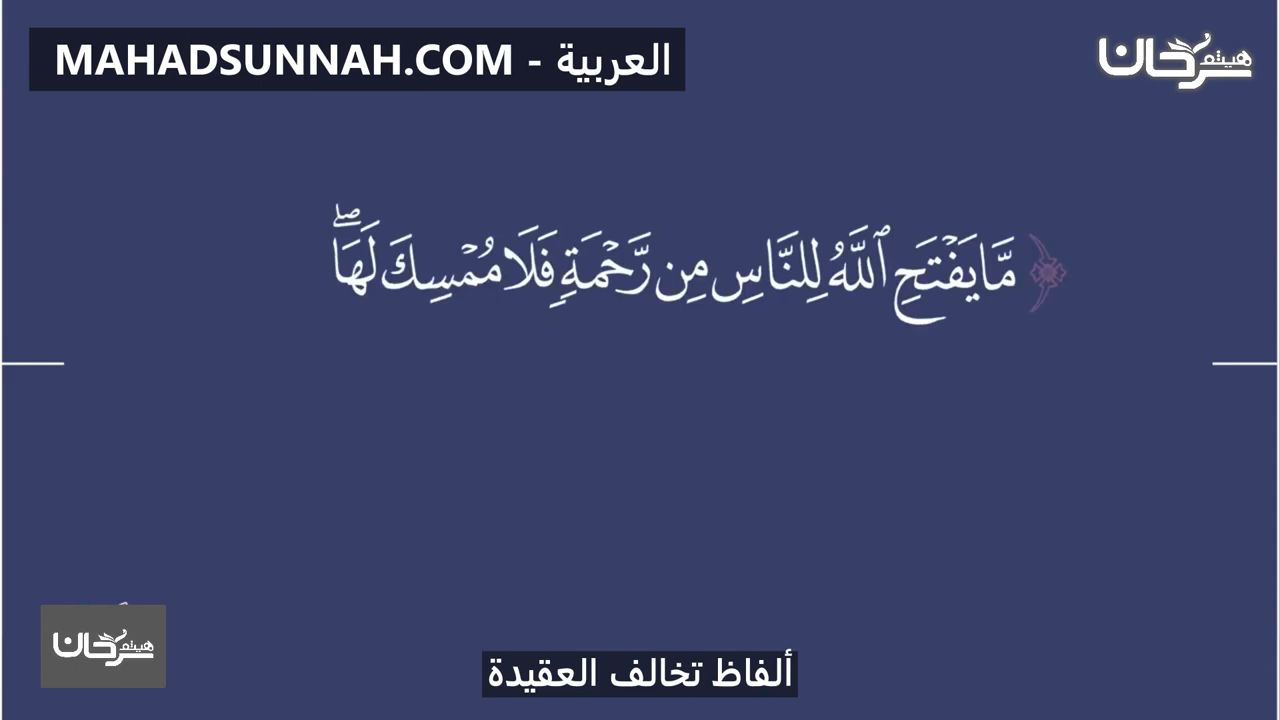 MAHADSUNNAH.COM - العربية
هيثم سرحان
مَّا يَفْتَحِ ٱللَّهُ لِلنَّاسِ مِن رَّحْمَةٍ فَلَا مُمْسِكَ لَهَا ۖ
هيثم سرحان
ألفاظ تخالف العقيدة